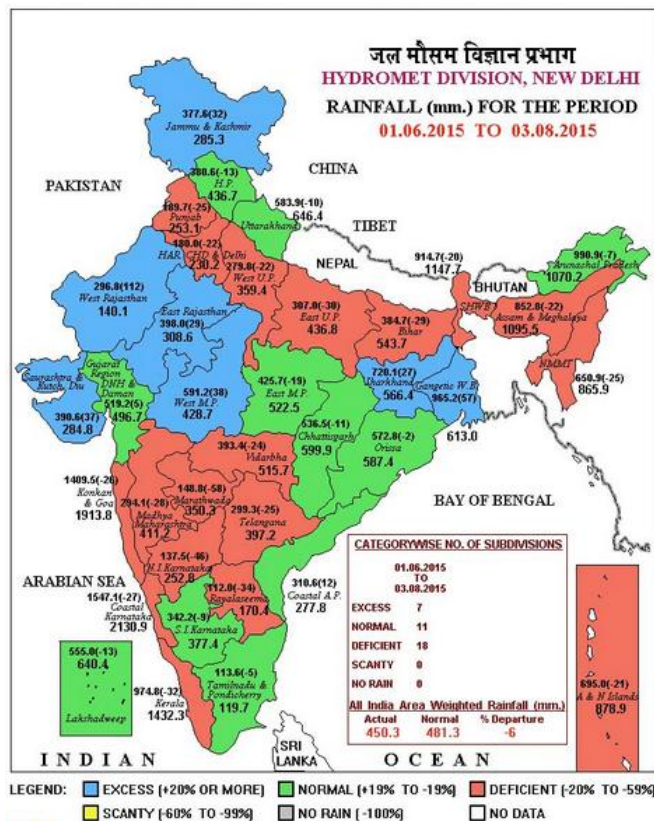 जल मौसम विज्ञान प्रभाग
HYDROMET DIVISION, NEW DELHI
RAINFALL (mm.) FOR THE PERIOD
01.06.2015 TO 03.08.2015
377.6(32)
Jammu & Kashmir
285.3
CHINA
PAKISTAN
380.6(-13)
H.P.
436.7
583.9(-10)
646.4
Uttarakhand
TIBET
189.7(-25)
Punjab
253.1
180.0(-22)
HAR. CHD & Delhi
230.2
279.8(-22)
West U.P.
359.4
NEPAL
914.7(-20)
1147.7
BHUTAN
990.9(-7)
Arunachal Pradesh
1070.2
296.8(112)
West Rajasthan
140.1
East Rajasthan
398.0(29)
308.6
307.0(-30)
East U.P.
436.8
384.7(-29)
Bihar
543.7
SHWB
852.8(-22)
Assam & Meghalaya
1095.5
NMMT
650.9(-25)
865.9
Saurashtra &
Kutch, Diu
390.6(37)
284.8
Gujarat
Region
DNH &
Daman
519.2(5)
496.7
591.2(38)
West M.P.
428.7
425.7(-19)
East M.P.
522.5
720.1(27)
Jharkhand
566.4
Gangetic W.B.
965.2(57)
613.0
536.5(-11)
Chhattisgarh
599.9
572.8(-2)
Orissa
587.4
393.4(-24)
Vidarbha
515.7
BAY OF BENGAL
1409.5(-26)
Konkan
& Goa
1913.8
294.1(-28)
Madhya
Maharashtra
411.2
148.8(-58)
Marathwada
350.3
299.3(-25)
Telangana
397.2
137.5(-46)
N.I.Karnataka
252.8
ARABIAN SEA
1547.1(-27)
Coastal
Karnataka
2130.9
112.0(-34)
Rayalaseema
170.4
310.6(12)
Coastal A.P.
277.8
342.2(-9)
S.I.Karnataka
377.4
555.0(-13)
640.4
Lakshadweep
974.8(-32)
Kerala
1432.3
113.6(-5)
Tamilnadu &
Pondicherry
119.7
CATEGORYWISE NO. OF SUBDIVISIONS
01.06.2015
TO
03.08.2015
EXCESS 7
NORMAL 11
DEFICIENT 18
SCANTY 0
NO RAIN 0
All India Area Weighted Rainfall (mm.)
Actual Normal % Departure
450.3 481.3 -6
695.0(-21)
A & N Islands
878.9
SRI
LANKA
INDIAN OCEAN
LEGEND: EXCESS (+20% OR MORE) NORMAL (+19% TO -19%) DEFICIENT (-20% TO -59%)
SCANTY (-60% TO -99%) NO RAIN (-100%) NO DATA